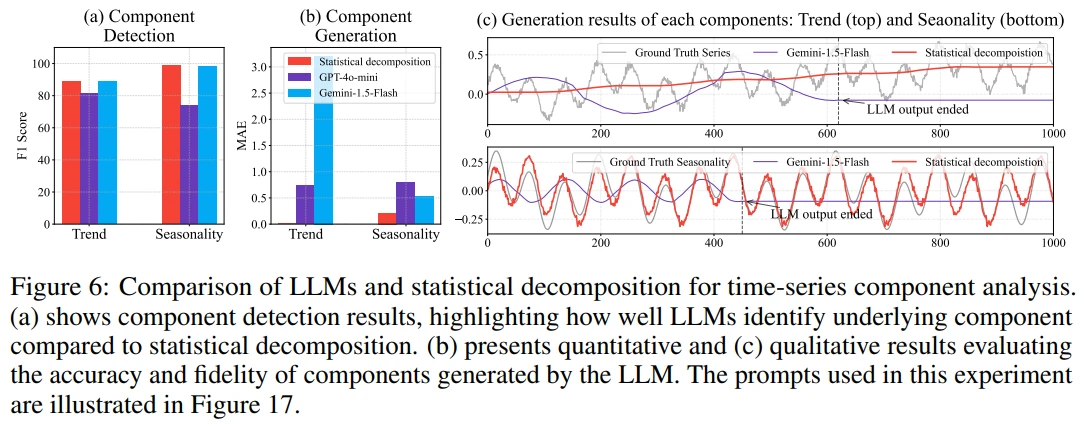 (a) Component
Detection
F1 Score
100
80
60
40
20
0
Trend
Seasonality
(b) Component
Generation
MAE
3.0
2.5
2.0
1.5
1.0
0.5
0.0
Statistical decomposition
GPT-4o-mini
Gemini-1.5-Flash
Trend
Seasonality
(c) Generation results of each components: Trend (top) and Seaonality (bottom)
0.5
0.0
Ground Truth Series
Gemini-1.5-Flash
Statistical decompoistion
LLM output ended
0
200
400
600
800
1000
0.25
0.00
−0.25
Ground Truth Seasonality
Gemini-1.5-Flash
Statistical decompoistion
LLM output ended
0
200
400
600
800
1000
Figure 6: Comparison of LLMs and statistical decomposition for time-series component analysis.
(a) shows component detection results, highlighting how well LLMs identify underlying component
compared to statistical decomposition. (b) presents quantitative and (c) qualitative results evaluating
the accuracy and fidelity of components generated by the LLM. The prompts used in this experiment
are illustrated in Figure 17.